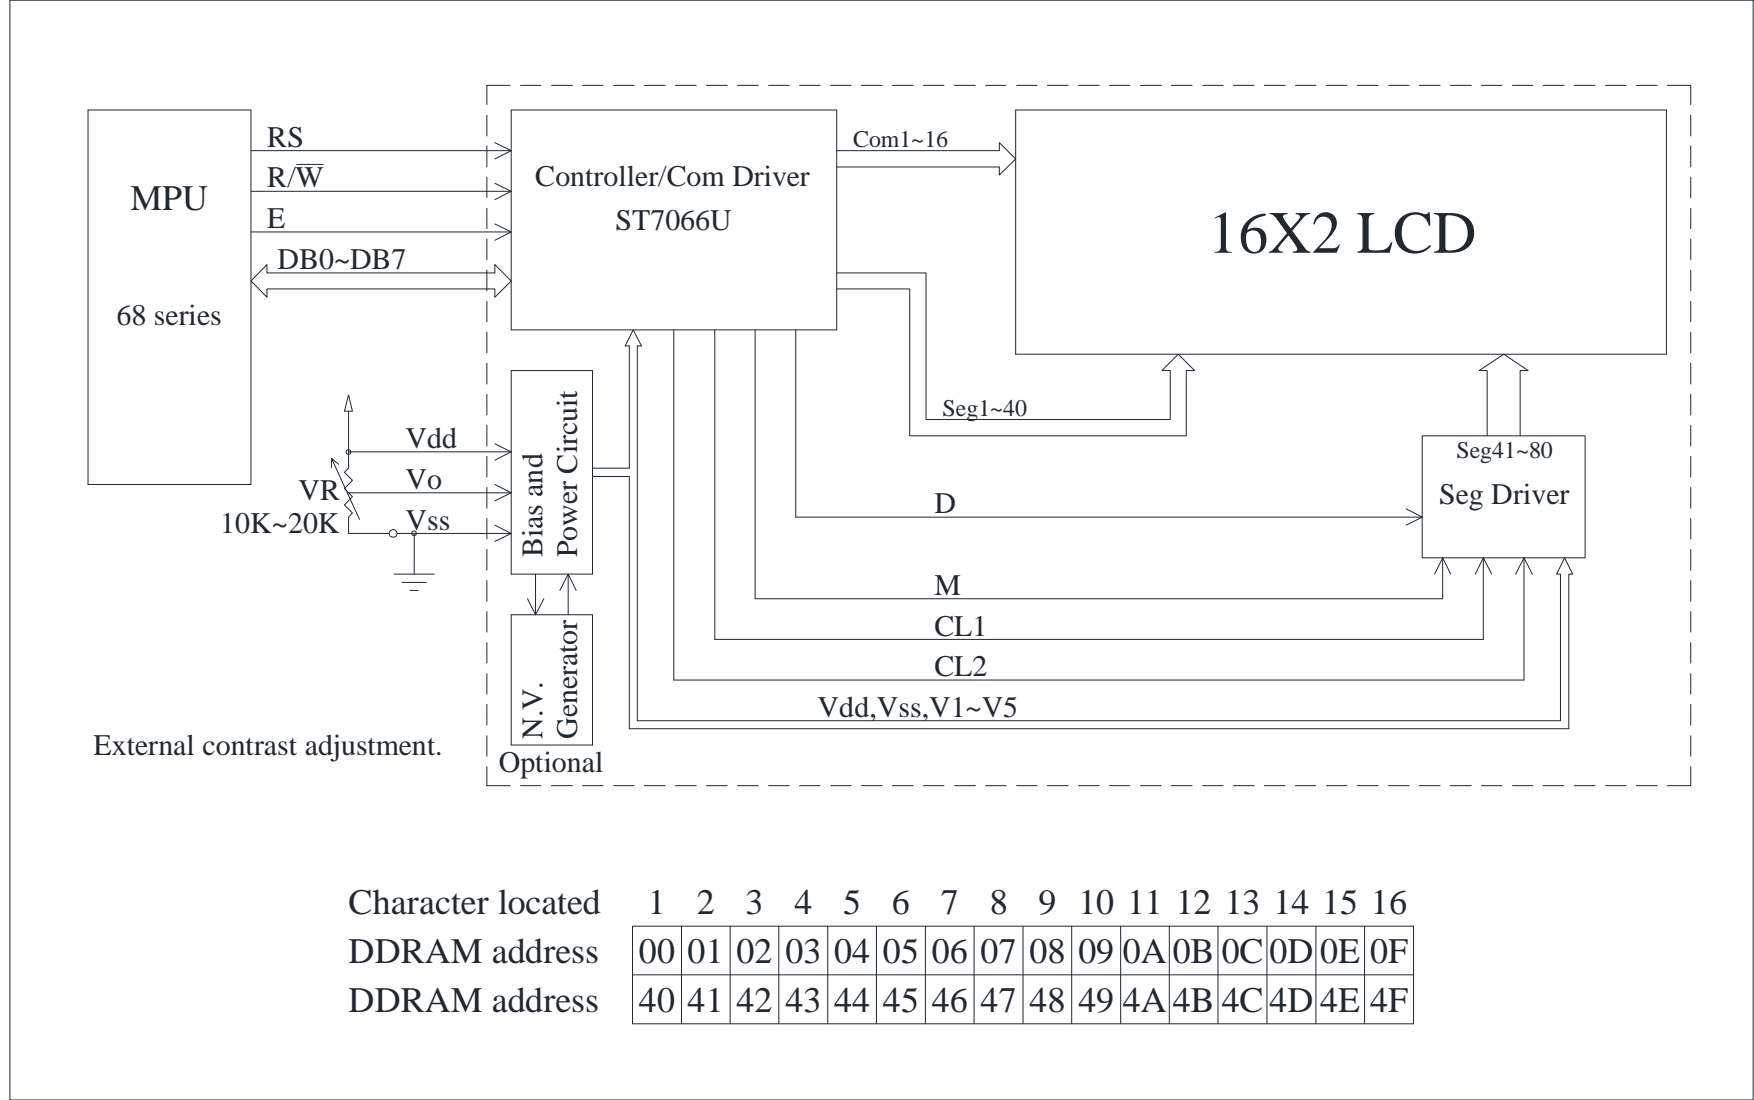 MPU
68 series
RS
R/W̅
E
DB0~DB7
Controller/Com Driver
ST7066U
Com1~16
16X2 LCD
Seg1~40
Seg41~80
Seg Driver
Vdd
Vo
Vss
VR
10K~20K
Bias and
Power Circuit
N.V.
Generator
Optional
D
M
CL1
CL2
Vdd,Vss,V1~V5
External contrast adjustment.
Character located 1 2 3 4 5 6 7 8 9 10 11 12 13 14 15 16
DDRAM address 00 01 02 03 04 05 06 07 08 09 0A 0B 0C 0D 0E 0F
DDRAM address 40 41 42 43 44 45 46 47 48 49 4A 4B 4C 4D 4E 4F